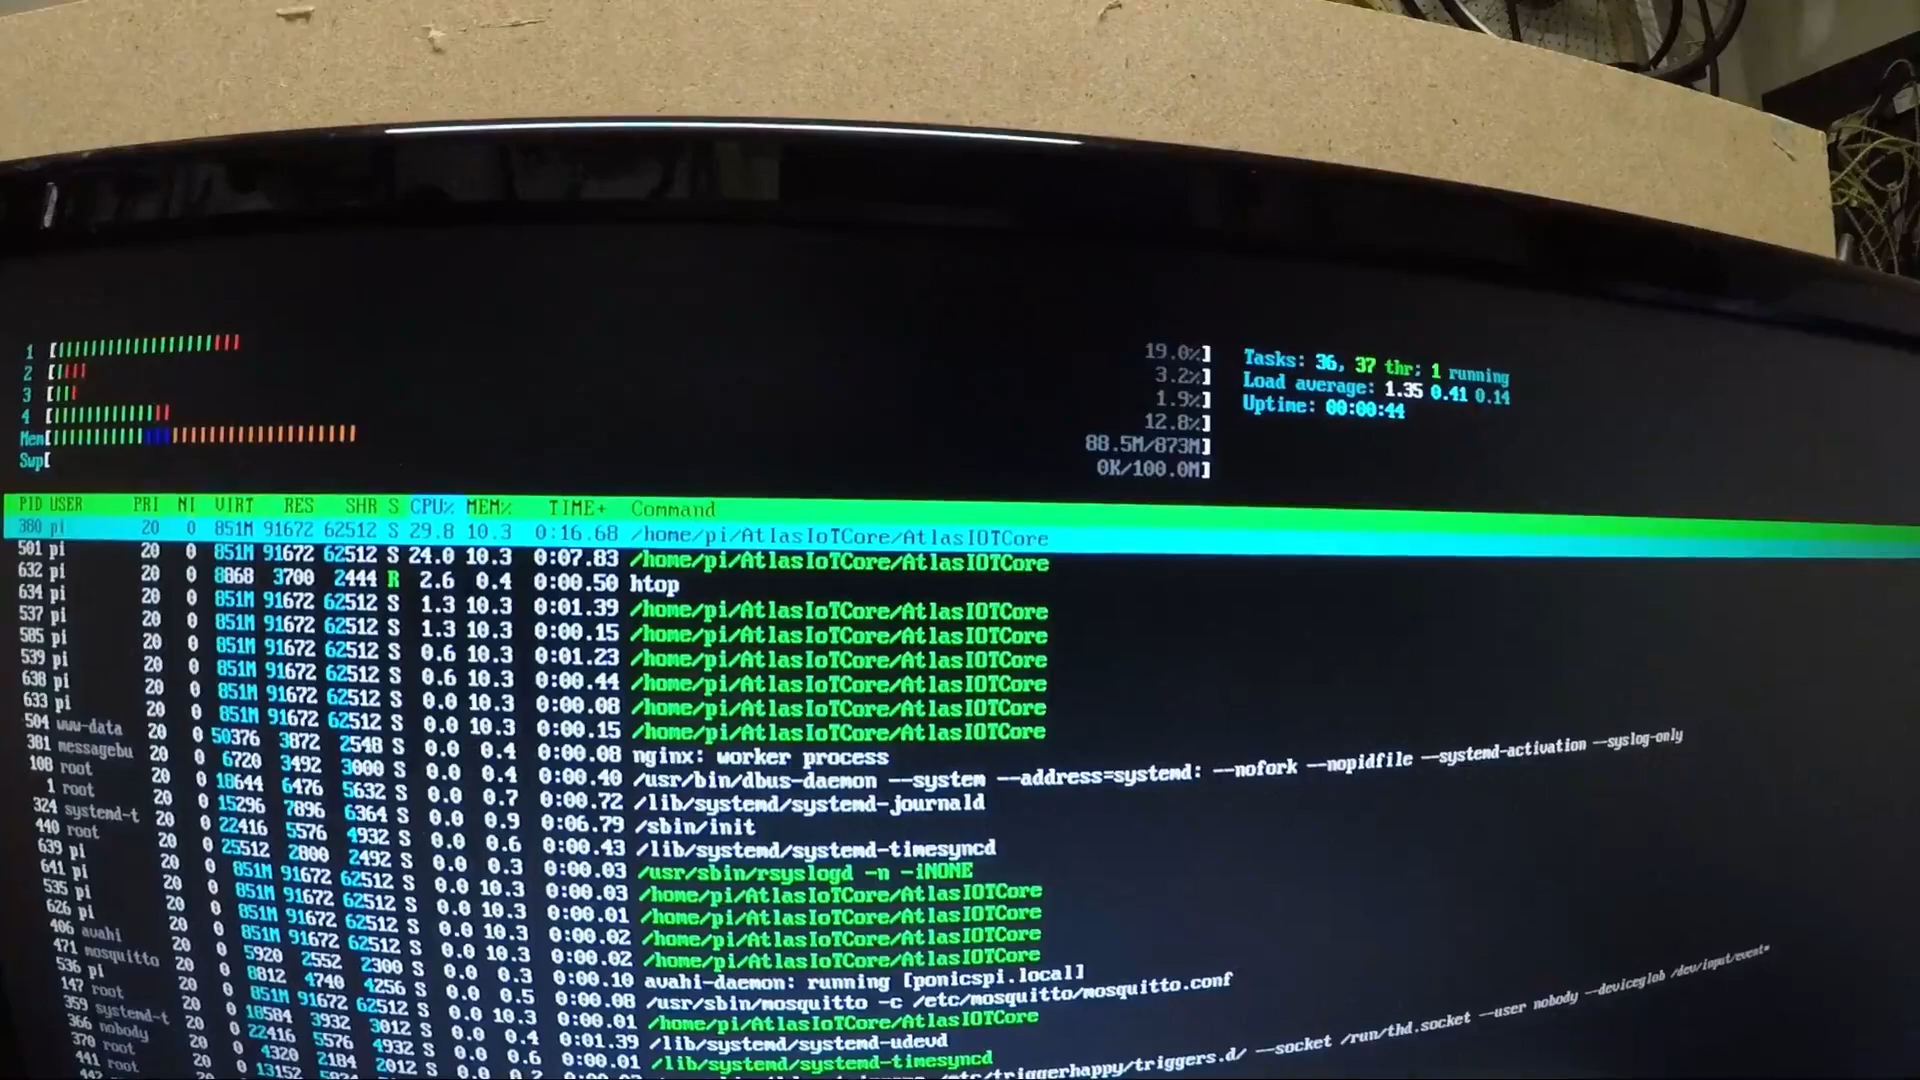 1 [ 19.0%]
2 [ 3.2%]
3 [ 1.9%]
4 [ 12.8%]
Mem[ 88.5M/873M]
Swp[ 0K/100.0M]
Tasks: 36, 37 thr; 1 running
Load average: 1.35 0.41 0.14
Uptime: 00:00:44
PID USER PRI NI VIRT RES SHR S CPU% MEM% TIME+ Command
380 pi 20 0 851M 91672 62512 S 29.8 10.3 0:16.68 /home/pi/AtlasIoTCore/AtlasIOTCore
501 pi 20 0 851M 91672 62512 S 24.0 10.3 0:07.83 /home/pi/AtlasIoTCore/AtlasIOTCore
632 pi 20 0 8868 3700 2444 R 2.6 0.4 0:00.50 htop
634 pi 20 0 851M 91672 62512 S 1.3 10.3 0:01.39 /home/pi/AtlasIoTCore/AtlasIOTCore
537 pi 20 0 851M 91672 62512 S 1.3 10.3 0:00.15 /home/pi/AtlasIoTCore/AtlasIOTCore
585 pi 20 0 851M 91672 62512 S 0.6 10.3 0:01.23 /home/pi/AtlasIoTCore/AtlasIOTCore
539 pi 20 0 851M 91672 62512 S 0.6 10.3 0:00.44 /home/pi/AtlasIoTCore/AtlasIOTCore
638 pi 20 0 851M 91672 62512 S 0.0 10.3 0:00.08 /home/pi/AtlasIoTCore/AtlasIOTCore
633 pi 20 0 851M 91672 62512 S 0.0 10.3 0:00.15 /home/pi/AtlasIoTCore/AtlasIOTCore
504 www-data 20 0 50376 3872 2548 S 0.0 0.4 0:00.08 nginx: worker process
381 messagebu 20 0 6720 3492 3000 S 0.0 0.4 0:00.40 /usr/bin/dbus-daemon --system --address=systemd: --nofork --nopidfile --systemd-activation --syslog-only
108 root 20 0 18644 6476 5632 S 0.0 0.7 0:00.72 /lib/systemd/systemd-journald
1 root 20 0 15296 7896 6364 S 0.0 0.9 0:06.79 /sbin/init
324 systemd-t 20 0 22416 5576 4932 S 0.0 0.6 0:00.43 /lib/systemd/systemd-timesyncd
440 root 20 0 25512 2800 2492 S 0.0 0.3 0:00.03 /usr/sbin/rsyslogd -n -iNONE
639 pi 20 0 851M 91672 62512 S 0.0 10.3 0:00.03 /home/pi/AtlasIoTCore/AtlasIOTCore
641 pi 20 0 851M 91672 62512 S 0.0 10.3 0:00.01 /home/pi/AtlasIoTCore/AtlasIOTCore
535 pi 20 0 851M 91672 62512 S 0.0 10.3 0:00.02 /home/pi/AtlasIoTCore/AtlasIOTCore
626 pi 20 0 851M 91672 62512 S 0.0 10.3 0:00.02 /home/pi/AtlasIoTCore/AtlasIOTCore
406 avahi 20 0 5920 2552 2300 S 0.0 0.3 0:00.10 avahi-daemon: running [ponicspi.local]
471 mosquitto 20 0 8812 4740 4256 S 0.0 0.5 0:00.08 /usr/sbin/mosquitto -c /etc/mosquitto/mosquitto.conf
536 pi 20 0 851M 91672 62512 S 0.0 10.3 0:00.01 /home/pi/AtlasIoTCore/AtlasIOTCore
147 root 20 0 18584 3932 3012 S 0.0 0.4 0:01.39 /lib/systemd/systemd-udevd
359 systemd-t 20 0 22416 5576 4932 S 0.0 0.6 0:00.01 /lib/systemd/systemd-timesyncd
366 nobody 20 0 4320 2184 2012 S 0.0 0.2 triggerhappy/triggers.d/ --socket /run/thd.socket --user nobody --deviceglob /dev/input/event*
370 root 20 0 13152
441 root 20